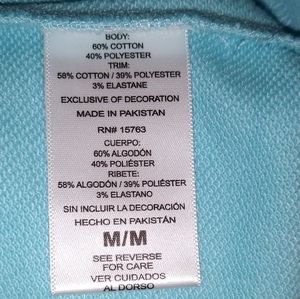 BODY:
60% COTTON
40% POLYESTER
TRIM:
58% COTTON / 39% POLYESTER
3% ELASTANE
EXCLUSIVE OF DECORATION
MADE IN PAKISTAN
RN# 15763
CUERPO:
60% ALGODÓN
40% POLIÉSTER
RIBETE:
58% ALGODÓN / 39% POLIÉSTER
3% ELASTANO
SIN INCLUIR LA DECORACIÓN
HECHO EN PAKISTÁN
M/M
SEE REVERSE
FOR CARE
VER CUIDADO
AL DORSO